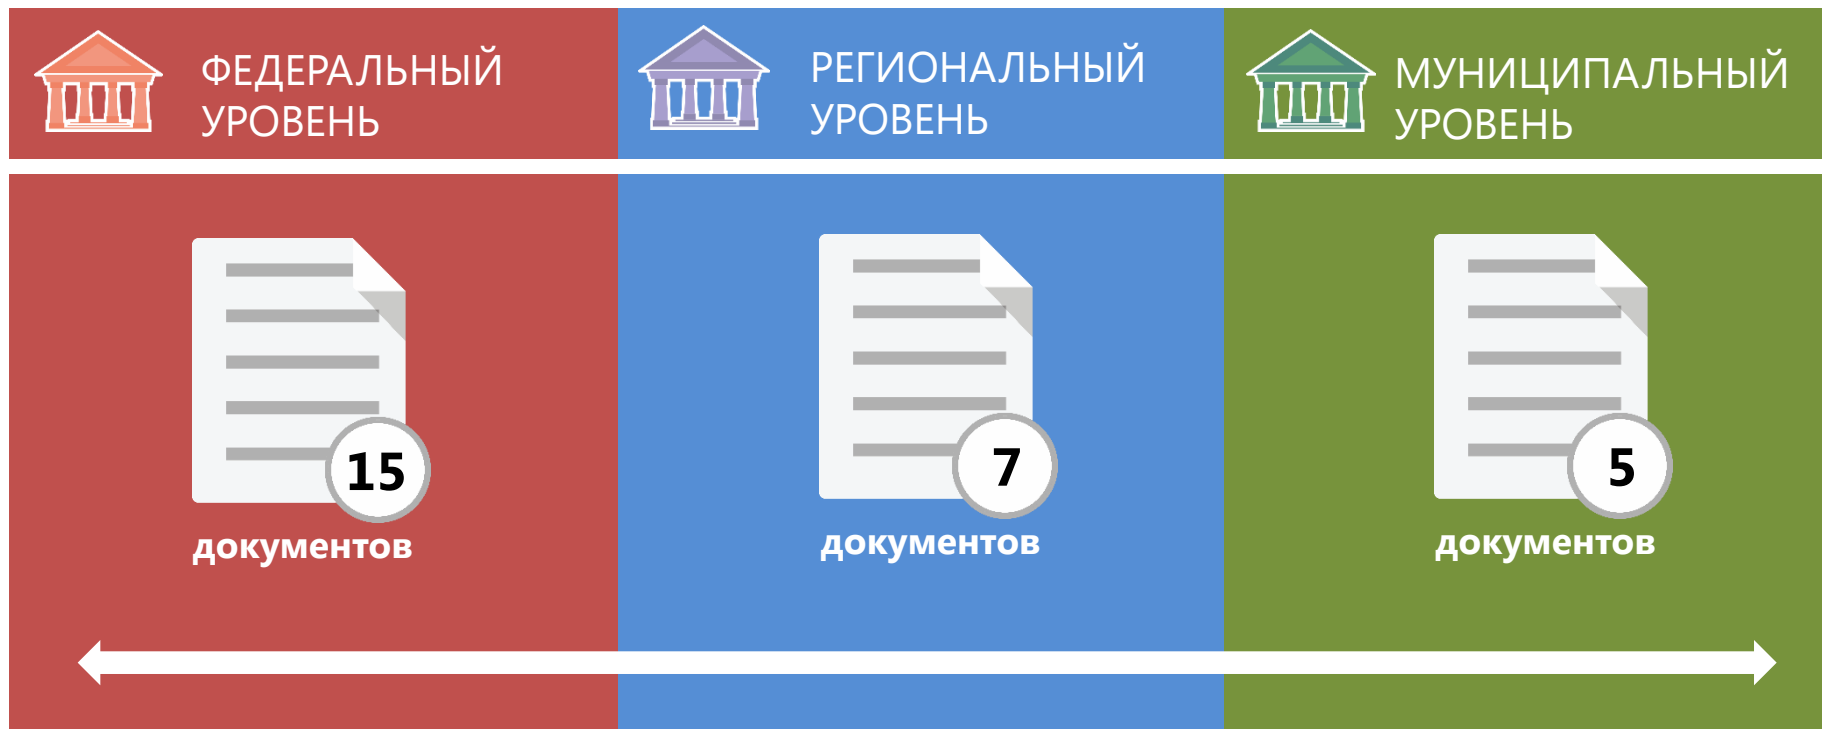 ФЕДЕРАЛЬНЫЙ
УРОВЕНЬ
РЕГИОНАЛЬНЫЙ
УРОВЕНЬ
МУНИЦИПАЛЬНЫЙ
УРОВЕНЬ
15
документов
7
документов
5
документов